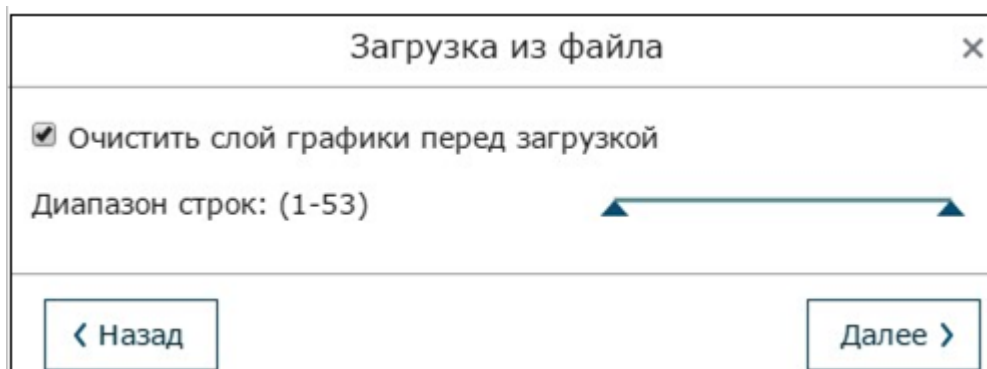 Загрузка из файла
Очистить слой графики перед загрузкой
Диапазон строк: (1-53)
Назад
Далее